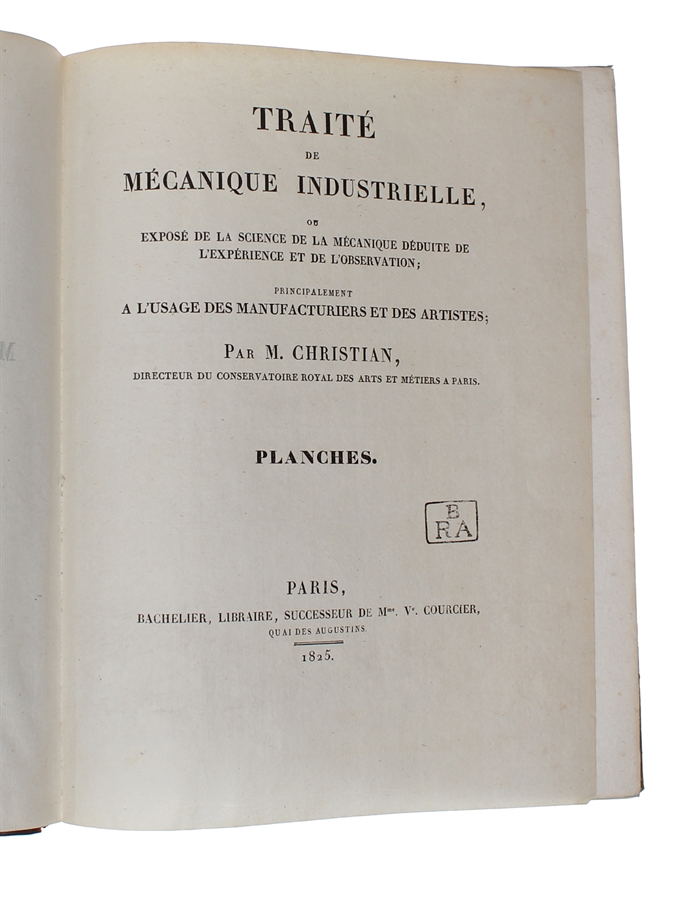 TRAITÉ
DE
MÉCANIQUE INDUSTRIELLE,
OU
EXPOSÉ DE LA SCIENCE DE LA MÉCANIQUE DÉDUITE DE
L'EXPÉRIENCE ET DE L'OBSERVATION;
PRINCIPALEMENT
A L'USAGE DES MANUFACTURIERS ET DES ARTISTES;
PAR M. CHRISTIAN,
DIRECTEUR DU CONSERVATOIRE ROYAL DES ARTS ET MÉTIERS A PARIS.
PLANCHES.
B
RA
PARIS,
BACHELIER, LIBRAIRE, SUCCESSEUR DE Mme. Ve. COURCIER,
QUAI DES AUGUSTINS.
1825.